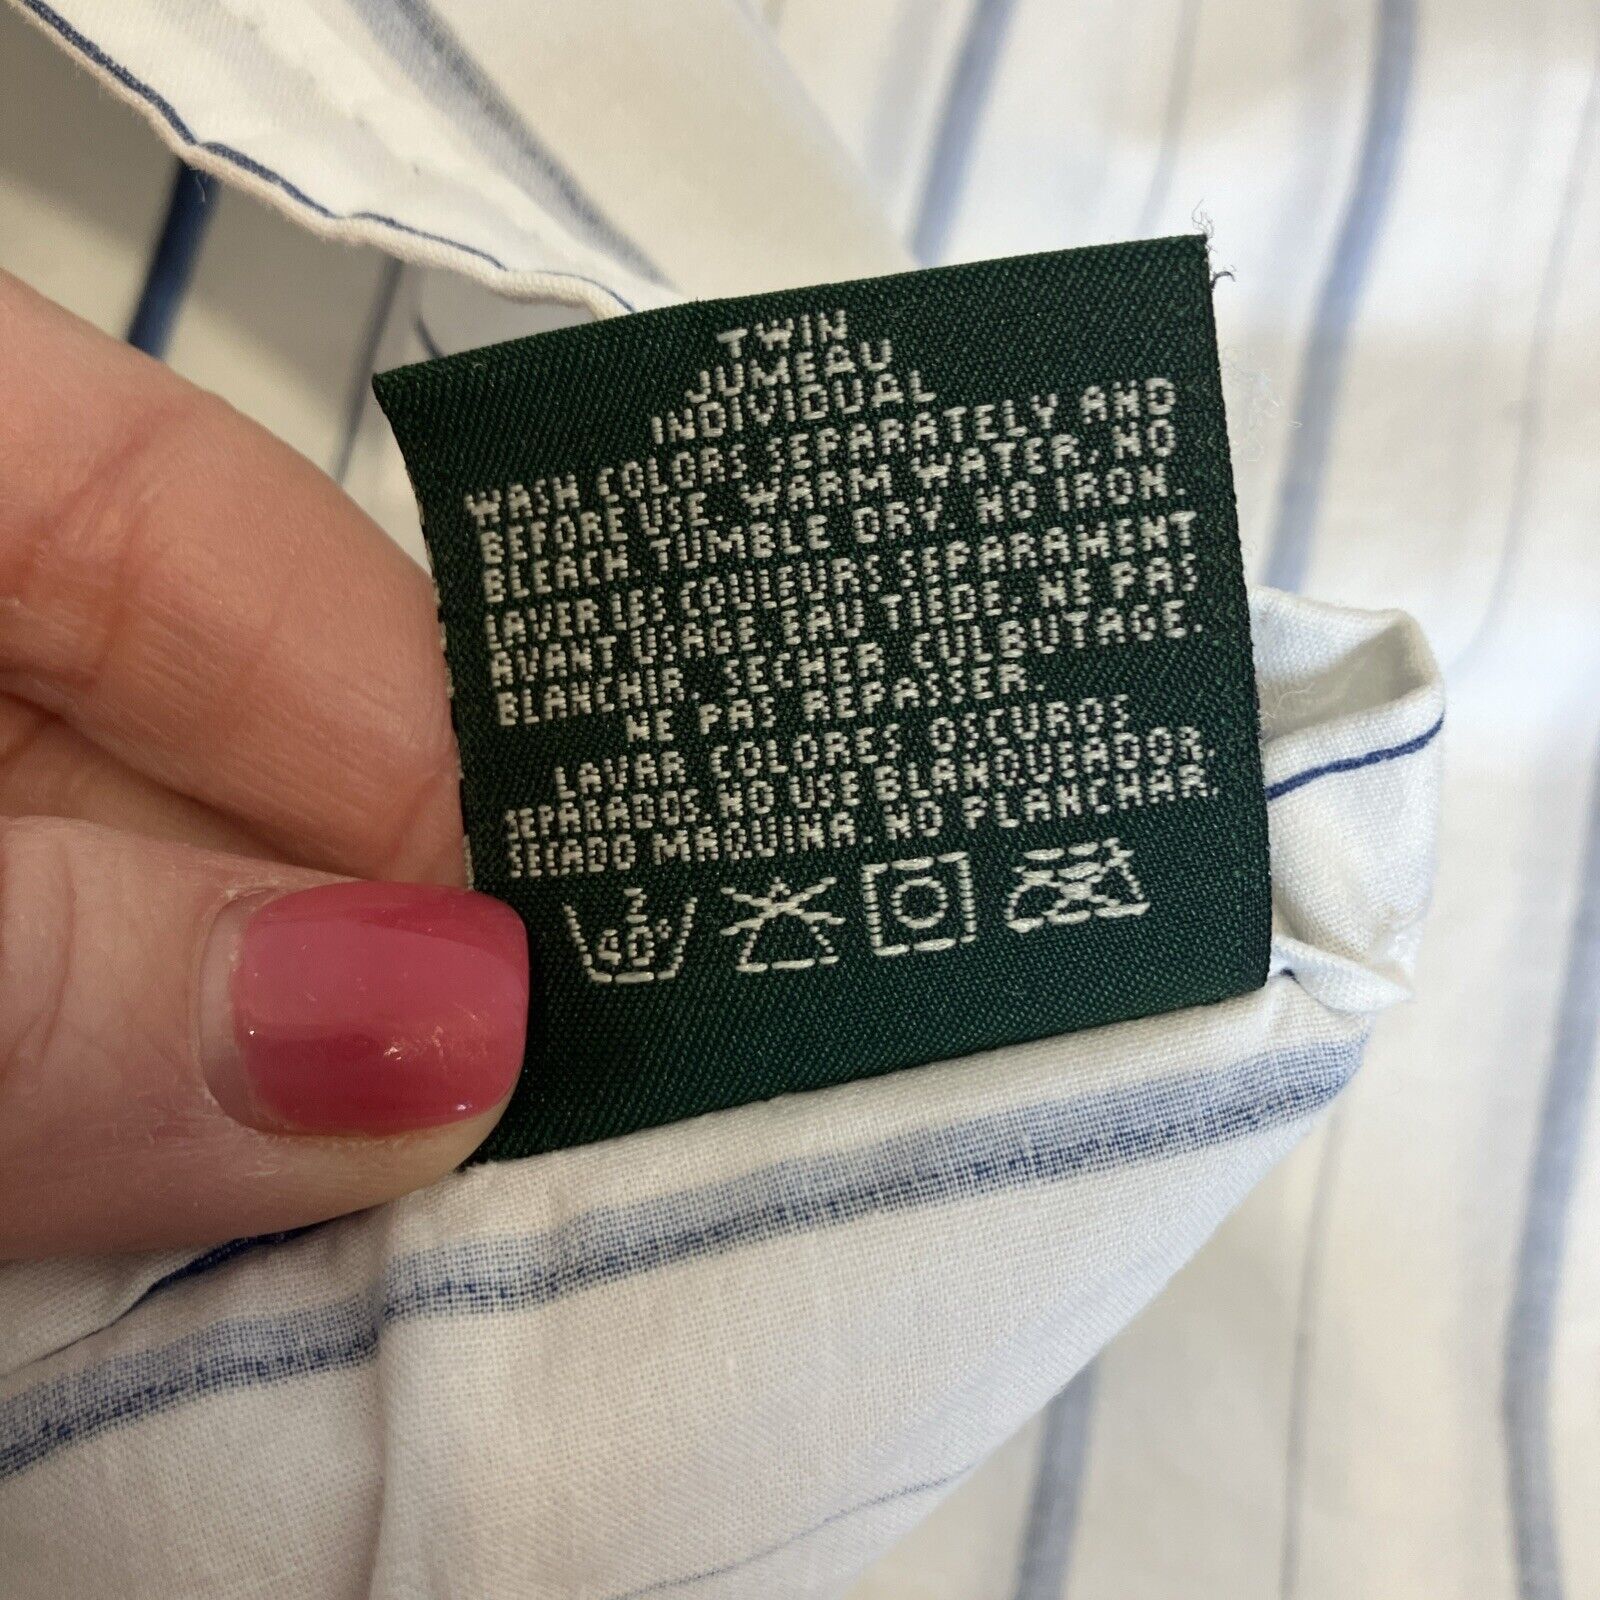 TWIN
JUMEAU
INDIVIDUAL
WASH COLORS SEPARATELY AND
BEFORE USE. WARM WATER. NO
BLEACH. TUMBLE DRY. NO IRON.
LAVER LES COULEURS SEPARAMENT
AVANT USAGE. EAU TIEDE. NE PAS
BLANCHIR. SECHER CULBUTAGE.
NE PAS REPASSER.
LAVAR COLORES OSCUROS
SEPARADOS. NO USE BLANQUEADOR.
SECADO MAQUINA. NO PLANCHAR.
40°